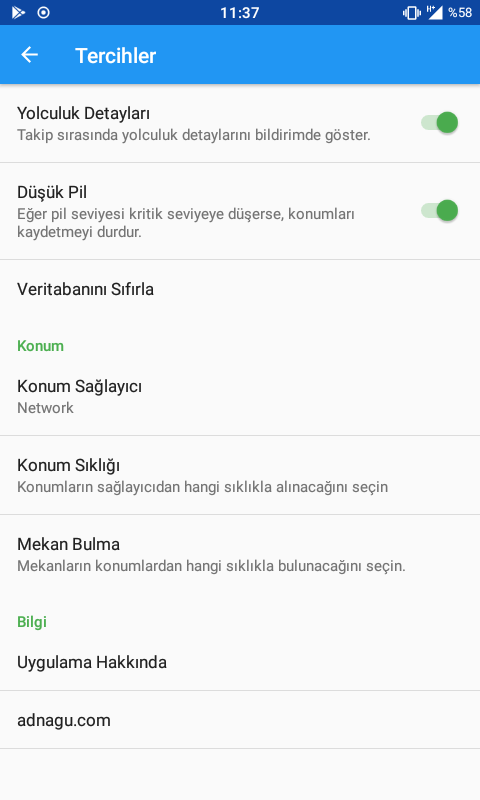 11:37
H+
%58
Tercihler
Yolculuk Detayları
Takip sırasında yolculuk detaylarını bildirimde göster.
Düşük Pil
Eğer pil seviyesi kritik seviyeye düşerse, konumları
kaydetmeyi durdur.
Veritabanını Sıfırla
Konum
Konum Sağlayıcı
Network
Konum Sıklığı
Konumların sağlayıcıdan hangi sıklıkla alınacağını seçin
Mekan Bulma
Mekanların konumlardan hangi sıklıkla bulunacağını seçin.
Bilgi
Uygulama Hakkında
adnagu.com